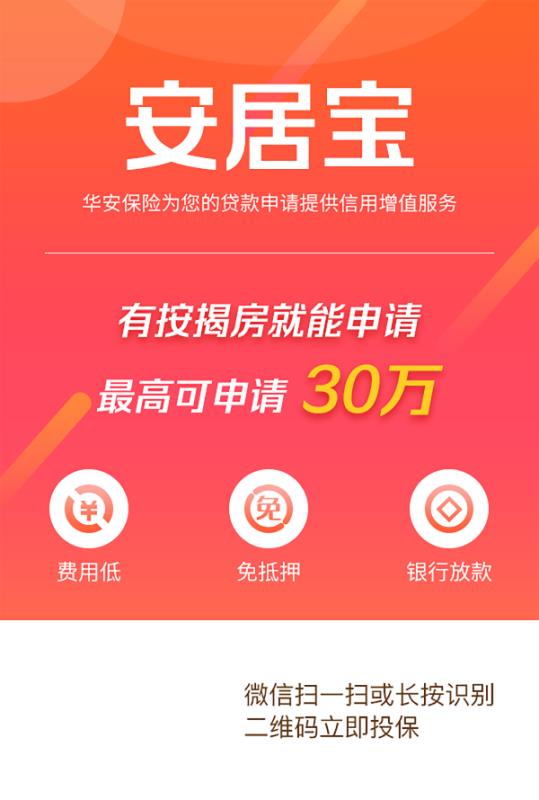 安居宝
华安保险为您的贷款申请提供信用增值服务
有按揭房就能申请
最高可申请 30万
¥ 免
费用低 免抵押 银行放款
微信扫一扫或长按识别
二维码立即投保